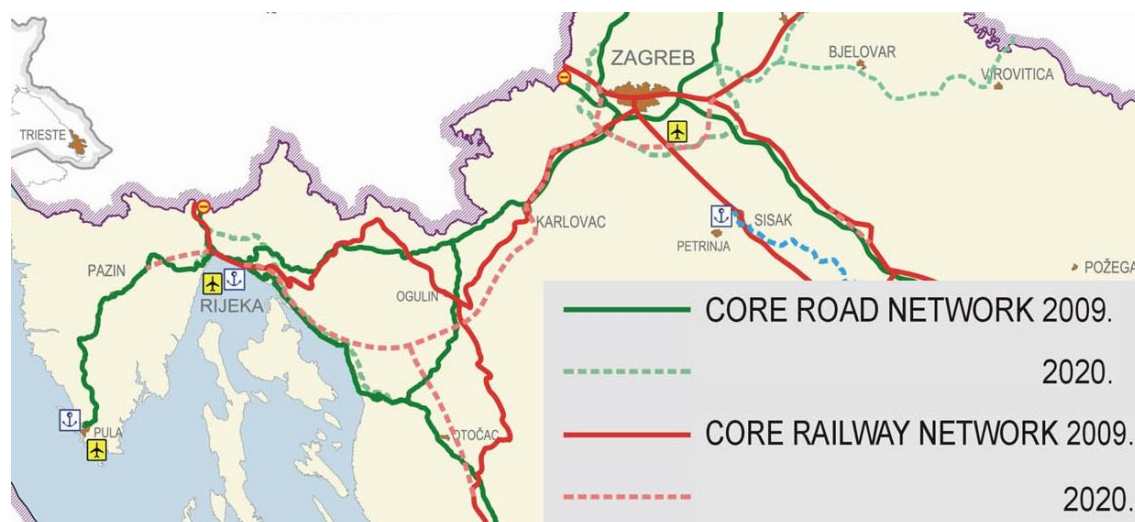 ZAGREB
BJELOVAR
VIROVITICA
TRIESTE
KARLOVAC
SISAK
PETRINJA
PAZIN
POŽEGA
OGULIN
RIJEKA
CORE ROAD NETWORK 2009.
2020.
PULA
OTOČAC
CORE RAILWAY NETWORK 2009.
2020.